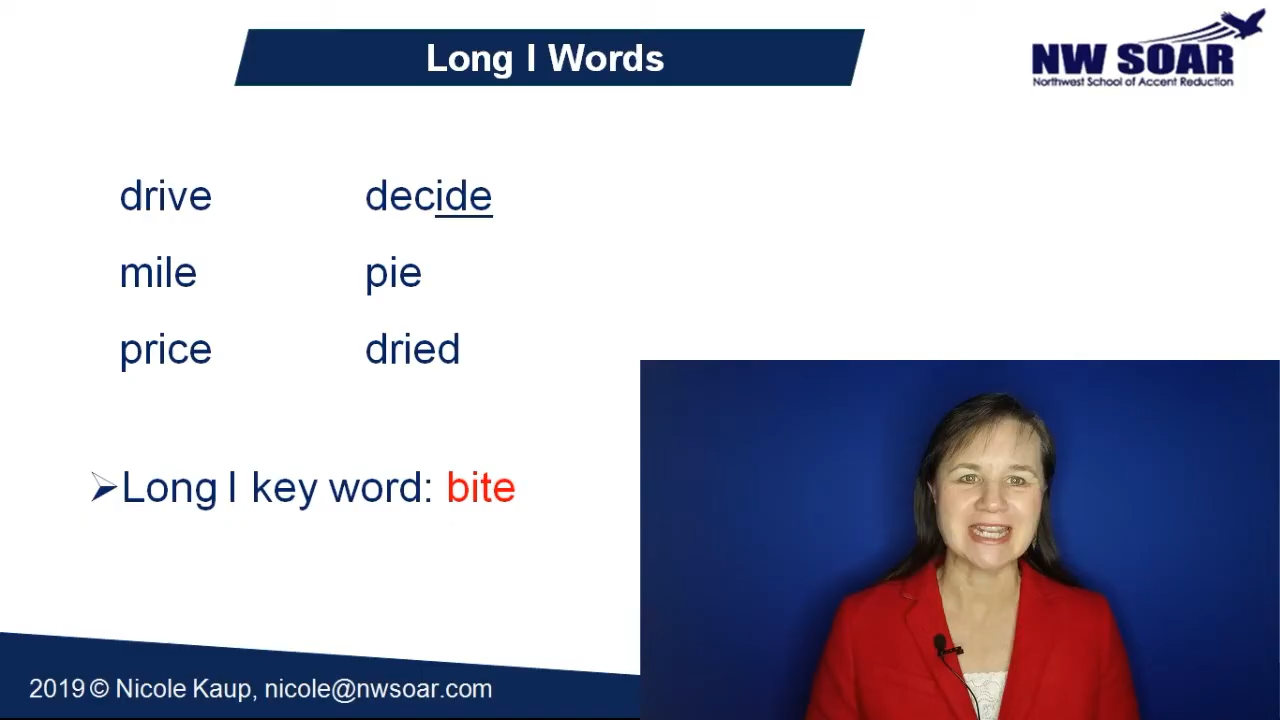 Long I Words
NW SOAR
Northwest School of Accent Reduction
drive decide
mile pie
price dried
➢Long I key word: bite
2019 © Nicole Kaup, nicole@nwsoar.com